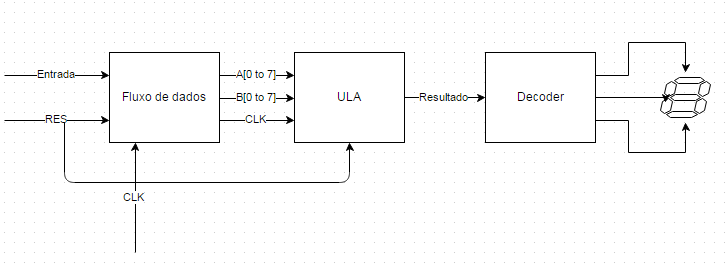 Entrada
RES
Fluxo de dados
CLK
A[0 to 7]
B[0 to 7]
CLK
ULA
Resultado
Decoder